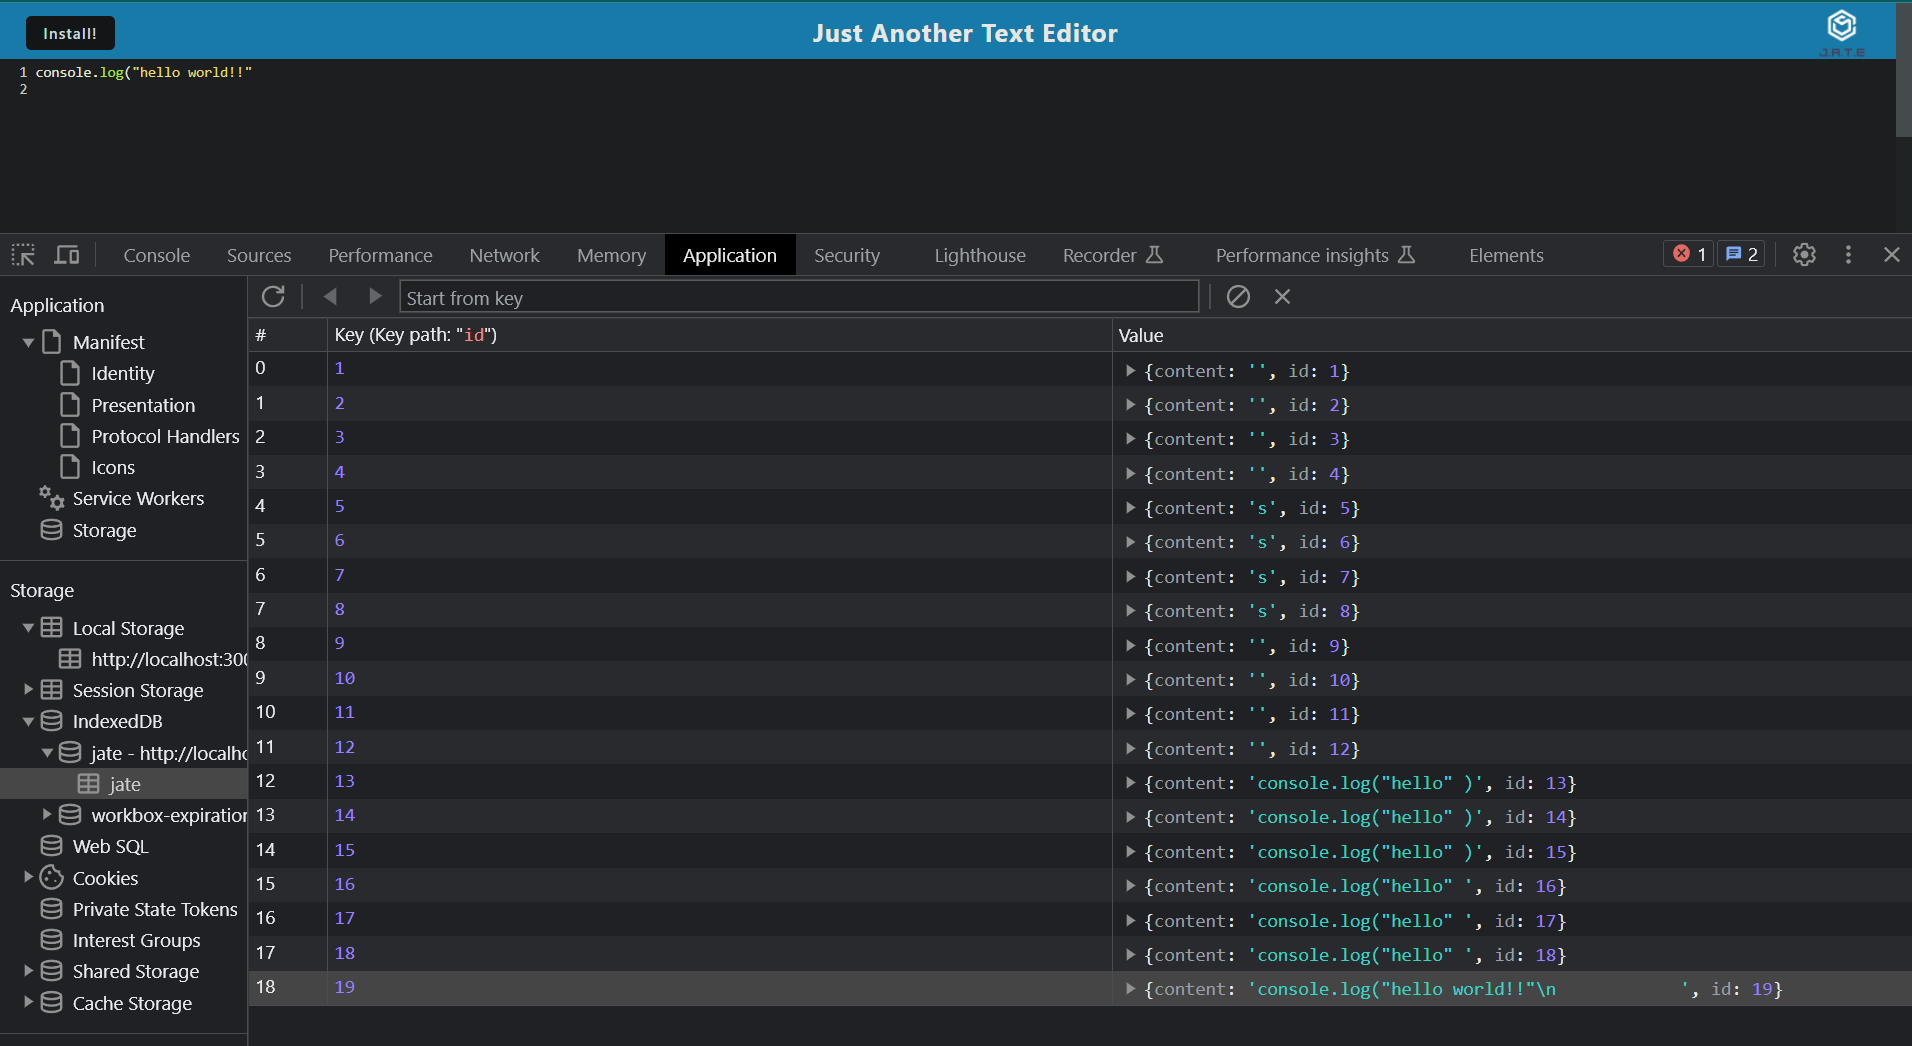 Install!
Just Another Text Editor
J.A.T.E
1 console.log("hello world!!"
2
Console Sources Performance Network Memory Application Security Lighthouse Recorder Performance insights Elements 1 2
Application
Manifest
Identity
Presentation
Protocol Handlers
Icons
Service Workers
Storage
Storage
Local Storage
http://localhost:300
Session Storage
IndexedDB
jate - http://localho
jate
workbox-expiration
Web SQL
Cookies
Private State Tokens
Interest Groups
Shared Storage
Cache Storage
Start from key
# Key (Key path: "id") Value
0 1 {content: '', id: 1}
1 2 {content: '', id: 2}
2 3 {content: '', id: 3}
3 4 {content: '', id: 4}
4 5 {content: 's', id: 5}
5 6 {content: 's', id: 6}
6 7 {content: 's', id: 7}
7 8 {content: 's', id: 8}
8 9 {content: '', id: 9}
9 10 {content: '', id: 10}
10 11 {content: '', id: 11}
11 12 {content: '', id: 12}
12 13 {content: 'console.log("hello" )', id: 13}
13 14 {content: 'console.log("hello" )', id: 14}
14 15 {content: 'console.log("hello" )', id: 15}
15 16 {content: 'console.log("hello" ', id: 16}
16 17 {content: 'console.log("hello" ', id: 17}
17 18 {content: 'console.log("hello" ', id: 18}
18 19 {content: 'console.log("hello world!!"\n            ', id: 19}